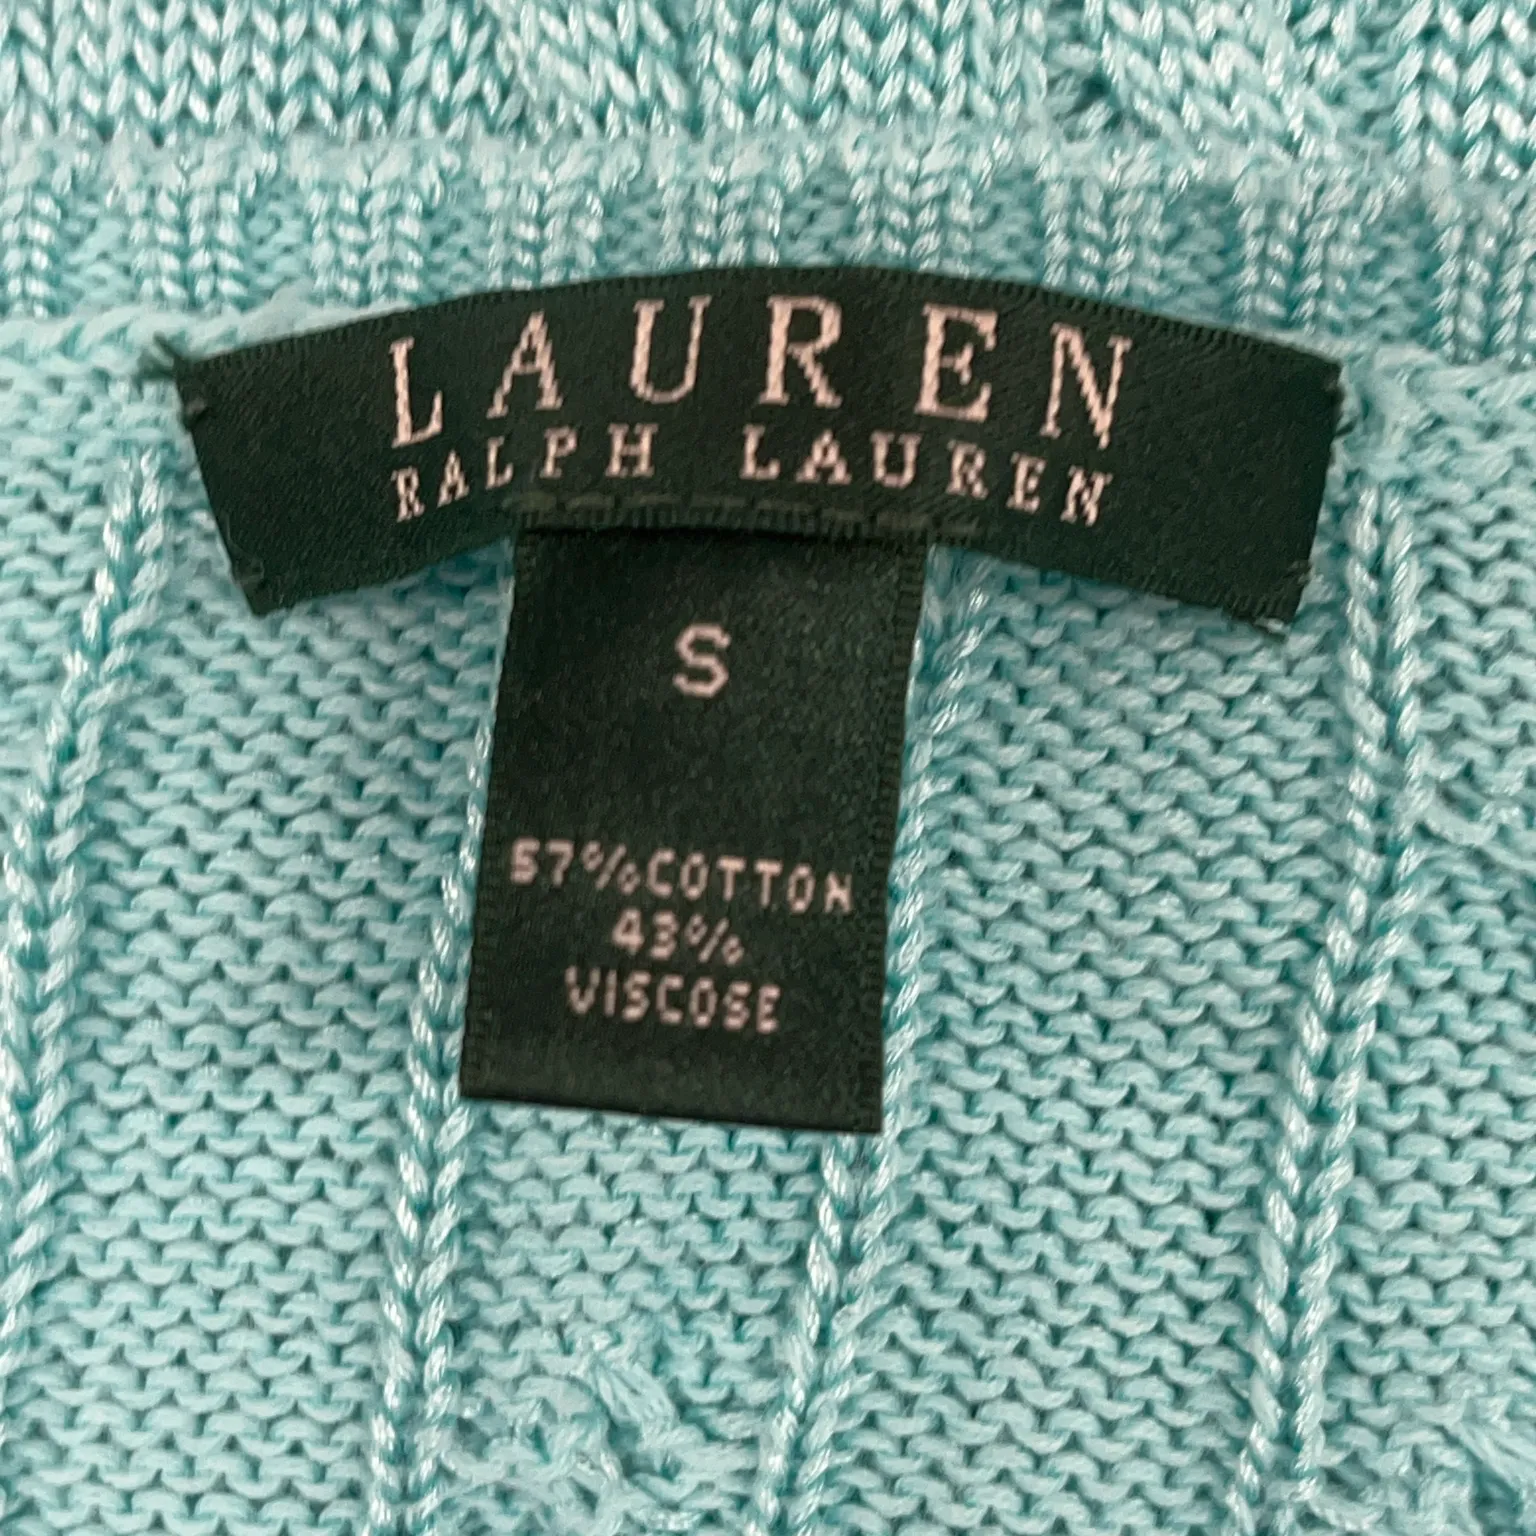 LAUREN
RALPH LAUREN
S
57%COTTON
43%
VISCOSE